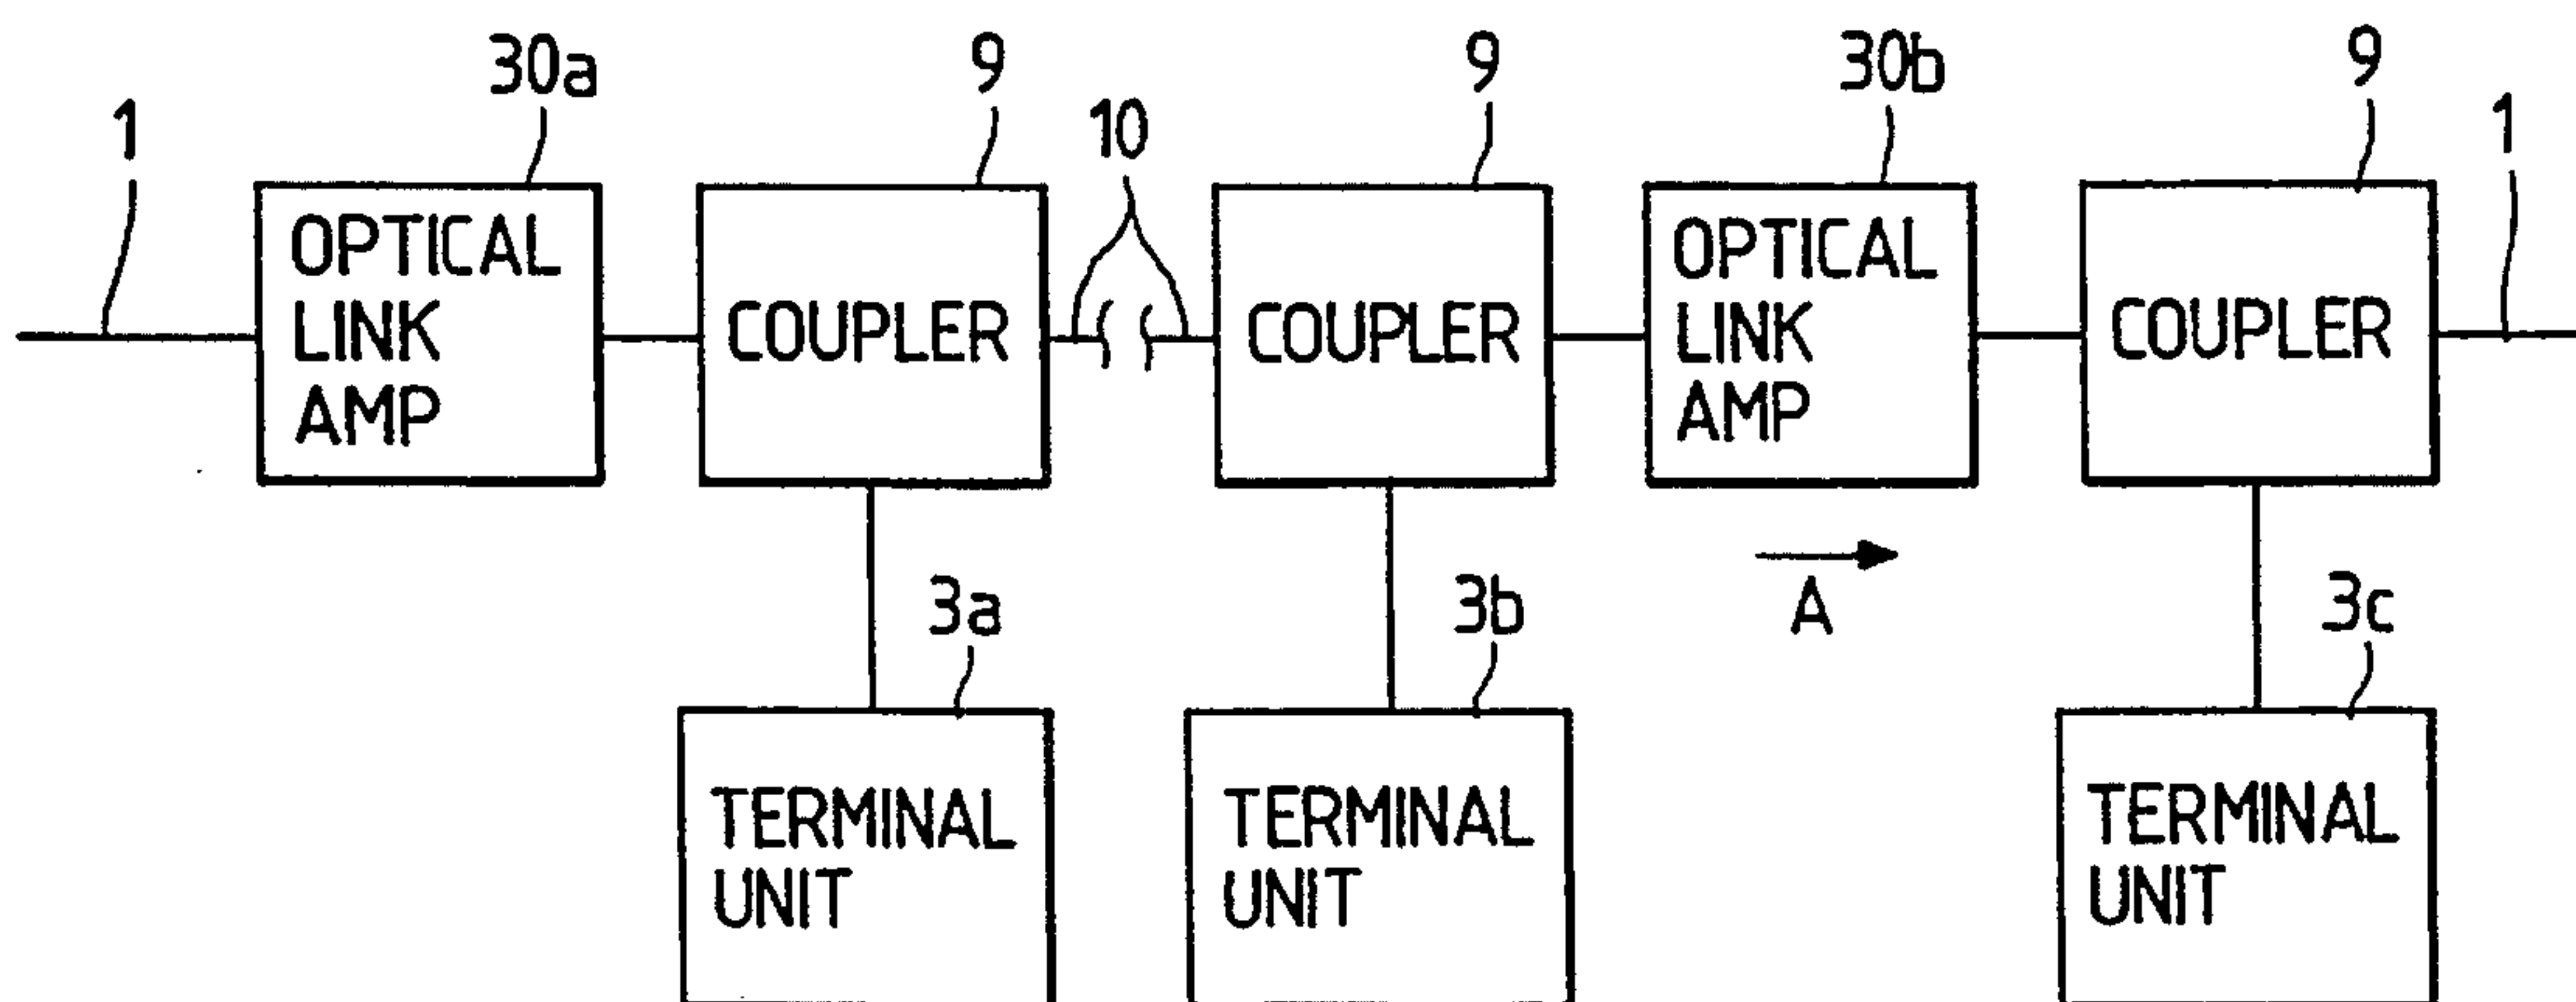 30a
9
9
30b
9
1
10
1
OPTICAL
LINK
AMP
COUPLER
COUPLER
OPTICAL
LINK
AMP
COUPLER
A
3a
3b
3c
TERMINAL
UNIT
TERMINAL
UNIT
TERMINAL
UNIT